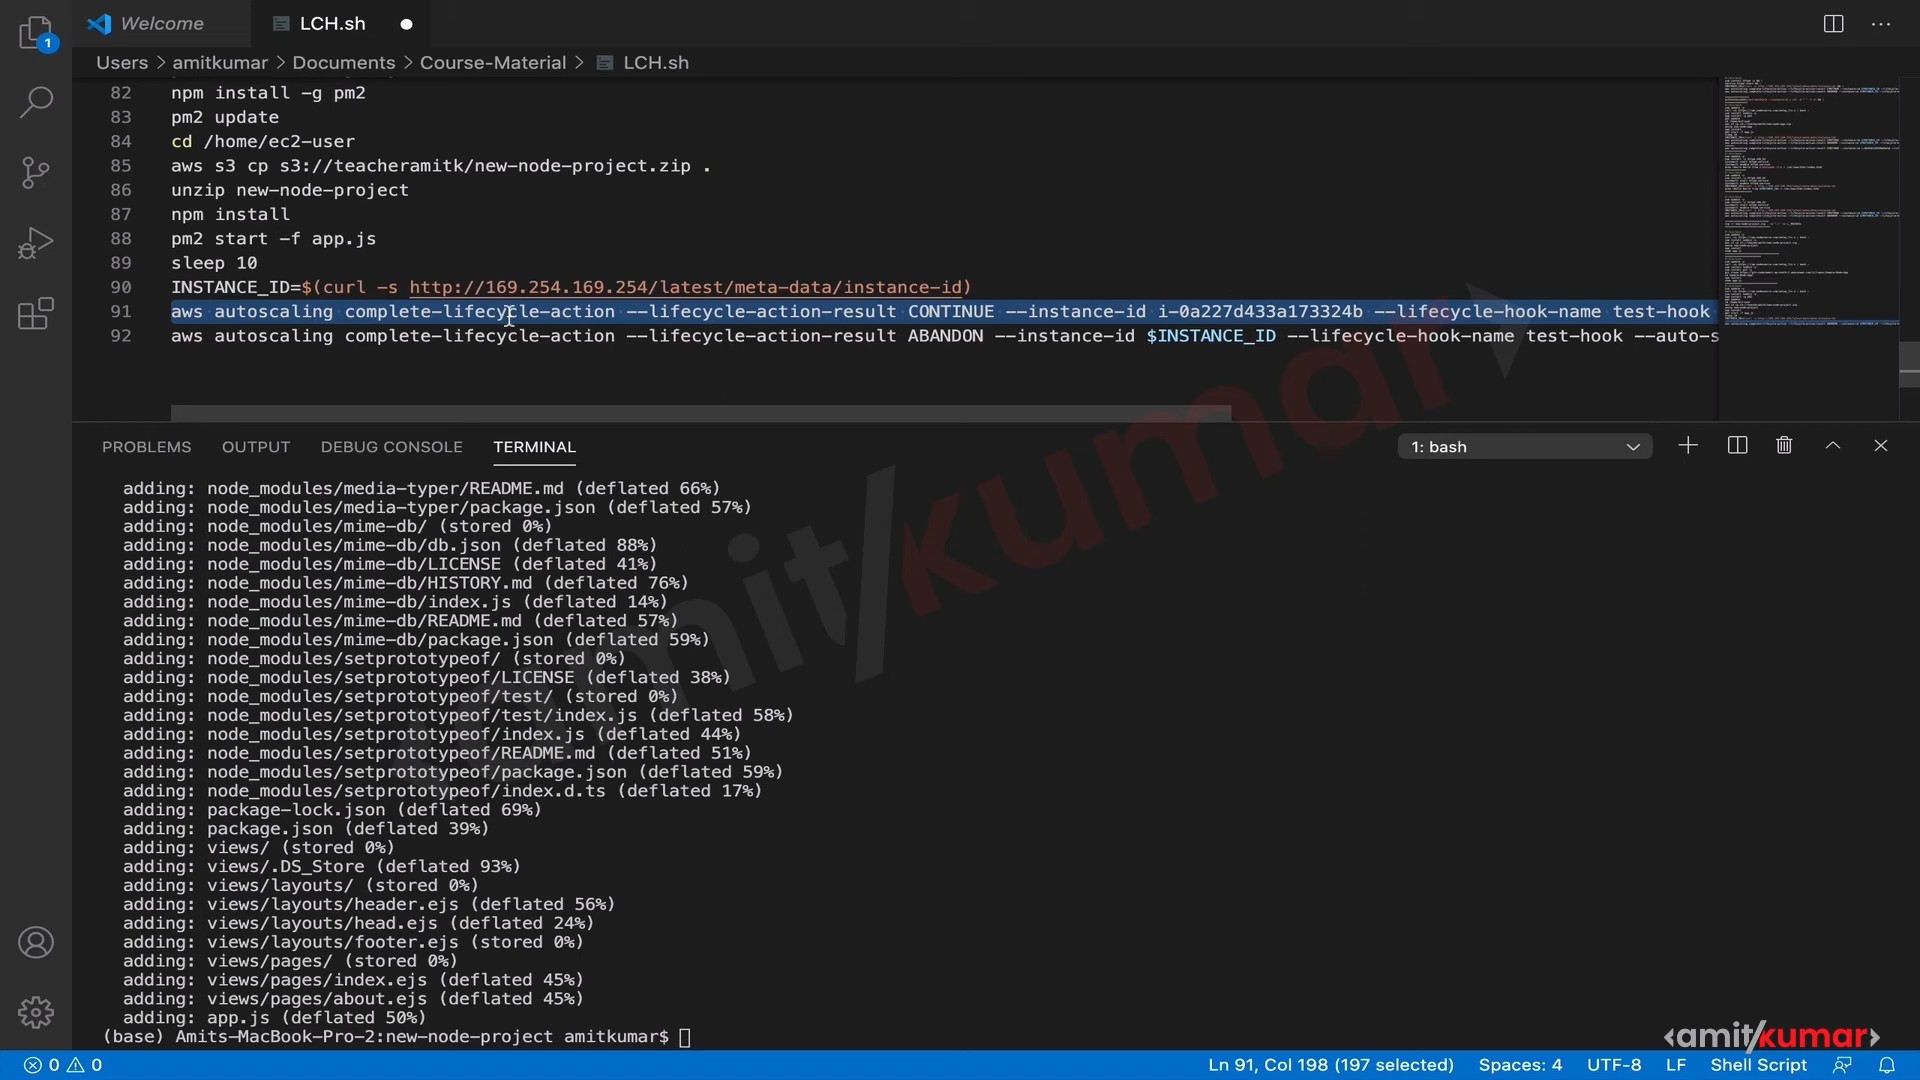 Welcome
LCH.sh
1
Users > amitkumar > Documents > Course-Material > LCH.sh
82 npm install -g pm2
83 pm2 update
84 cd /home/ec2-user
85 aws s3 cp s3://teacheramitk/new-node-project.zip .
86 unzip new-node-project
87 npm install
88 pm2 start -f app.js
89 sleep 10
90 INSTANCE_ID=$(curl -s http://169.254.169.254/latest/meta-data/instance-id)
91 aws autoscaling complete-lifecycle-action --lifecycle-action-result CONTINUE --instance-id i-0a227d433a173324b --lifecycle-hook-name test-hook
92 aws autoscaling complete-lifecycle-action --lifecycle-action-result ABANDON --instance-id $INSTANCE_ID --lifecycle-hook-name test-hook --auto-s
PROBLEMS OUTPUT DEBUG CONSOLE TERMINAL 1: bash
adding: node_modules/media-typer/README.md (deflated 66%)
adding: node_modules/media-typer/package.json (deflated 57%)
adding: node_modules/mime-db/ (stored 0%)
adding: node_modules/mime-db/db.json (deflated 88%)
adding: node_modules/mime-db/LICENSE (deflated 41%)
adding: node_modules/mime-db/HISTORY.md (deflated 76%)
adding: node_modules/mime-db/index.js (deflated 14%)
adding: node_modules/mime-db/README.md (deflated 57%)
adding: node_modules/mime-db/package.json (deflated 59%)
adding: node_modules/setprototypeof/ (stored 0%)
adding: node_modules/setprototypeof/LICENSE (deflated 38%)
adding: node_modules/setprototypeof/test/ (stored 0%)
adding: node_modules/setprototypeof/test/index.js (deflated 58%)
adding: node_modules/setprototypeof/index.js (deflated 44%)
adding: node_modules/setprototypeof/README.md (deflated 51%)
adding: node_modules/setprototypeof/package.json (deflated 59%)
adding: node_modules/setprototypeof/index.d.ts (deflated 17%)
adding: package-lock.json (deflated 69%)
adding: package.json (deflated 39%)
adding: views/ (stored 0%)
adding: views/.DS_Store (deflated 93%)
adding: views/layouts/ (stored 0%)
adding: views/layouts/header.ejs (deflated 56%)
adding: views/layouts/head.ejs (deflated 24%)
adding: views/layouts/footer.ejs (stored 0%)
adding: views/pages/ (stored 0%)
adding: views/pages/index.ejs (deflated 45%)
adding: views/pages/about.ejs (deflated 45%)
adding: app.js (deflated 50%)
(base) Amits-MacBook-Pro-2:new-node-project amitkumar$
<amit/kumar>
<amit/kumar>
0 0 Ln 91, Col 198 (197 selected) Spaces: 4 UTF-8 LF Shell Script